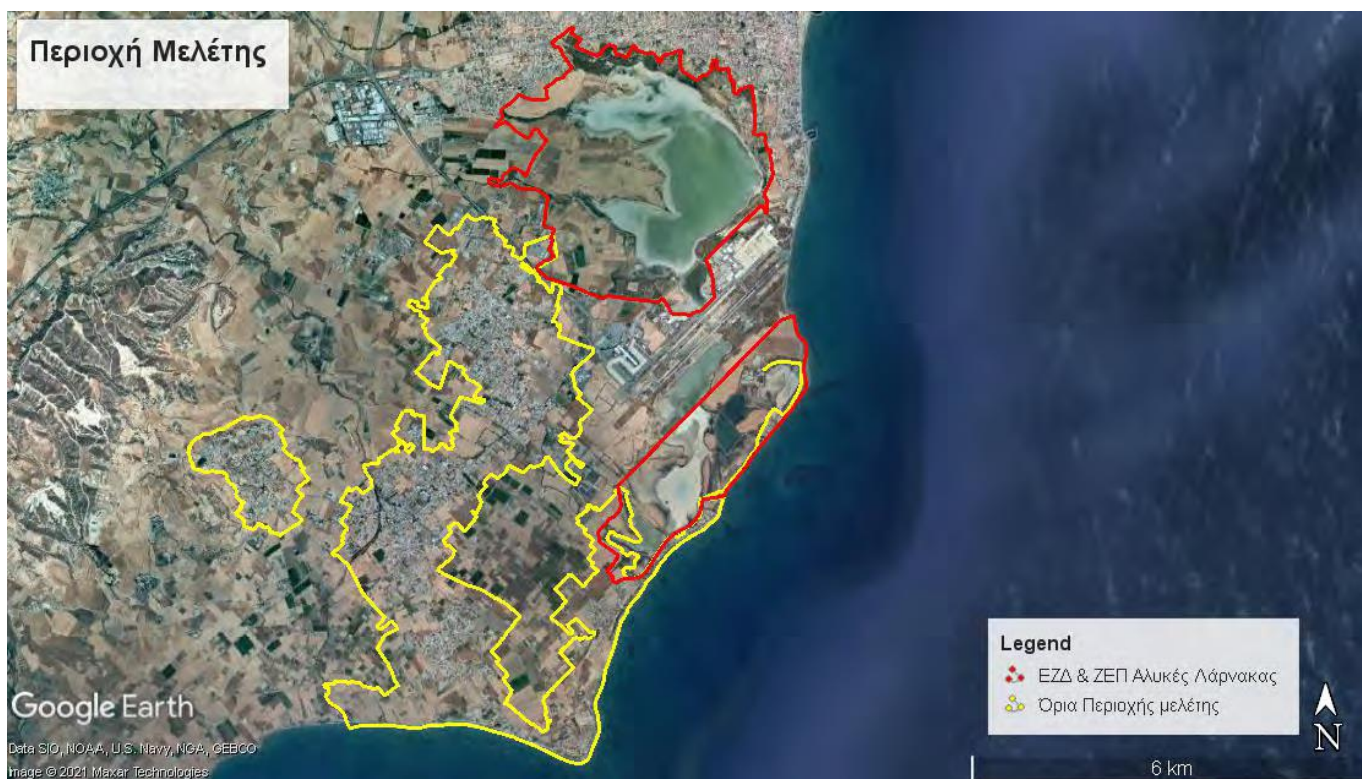 Περιοχή Μελέτης
Legend
ΕΖΔ & ΖΕΠ Αλυκές Λάρνακας
Όρια Περιοχής μελέτης
Google Earth
Data SIO, NOAA, U.S. Navy, NGA, GEBCO
Image © 2021 Maxar Technologies
N
6 km